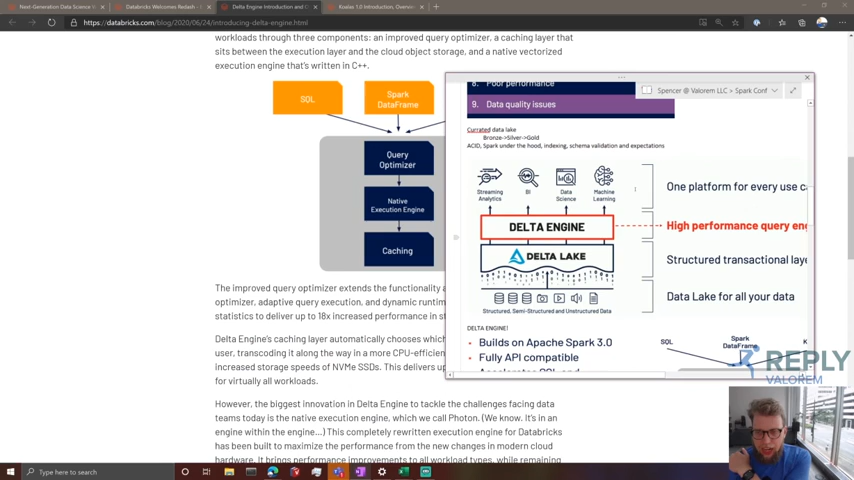 Next-Generation Data Science
Databricks Welcomes Redash -
Delta Engine Introduction and O
Koalas 1.0 Introduction, Overview
https://databricks.com/blog/2020/06/24/introducing-delta-engine.html
workloads through three components: an improved query optimizer, a caching layer that
sits between the execution layer and the cloud object storage, and a native vectorized
execution engine that's written in C++.
SQL
Spark
DataFrame
Query
Optimizer
Native
Execution Engine
Caching
The improved query optimizer extends the functionality a
optimizer, adaptive query execution, and dynamic runtim
statistics to deliver up to 18x increased performance in st
Delta Engine's caching layer automatically chooses which
user, transcoding it along the way in a more CPU-efficien
increased storage speeds of NVMe SSDs. This delivers up
for virtually all workloads.
However, the biggest innovation in Delta Engine to tackle the challenges facing data
teams today is the native execution engine, which we call Photon. (We know. It's in an
engine within the engine...) This completely rewritten execution engine for Databricks
has been built to maximize the performance from the new changes in modern cloud
hardware. It brings performance improvements to all workload types, while remaining
Spencer @ Valorem LLC > Spark Conf
8. Poor performance
9. Data quality issues
Currated data lake
Bronze->Silver->Gold
ACID, Spark under the hood, indexing, schema validation and expectations
Streaming
Analytics
BI
Data
Science
Machine
Learning
One platform for every use ca
DELTA ENGINE
High performance query eng
DELTA LAKE
Structured transactional laye
Data Lake for all your data
Structured, Semi-Structured and Unstructured Data
DELTA ENGINE!
• Builds on Apache Spark 3.0
• Fully API compatible
Accelerates SQL and
SQL
Spark
DataFrame
K
REPLY
VALOREM
Type here to search